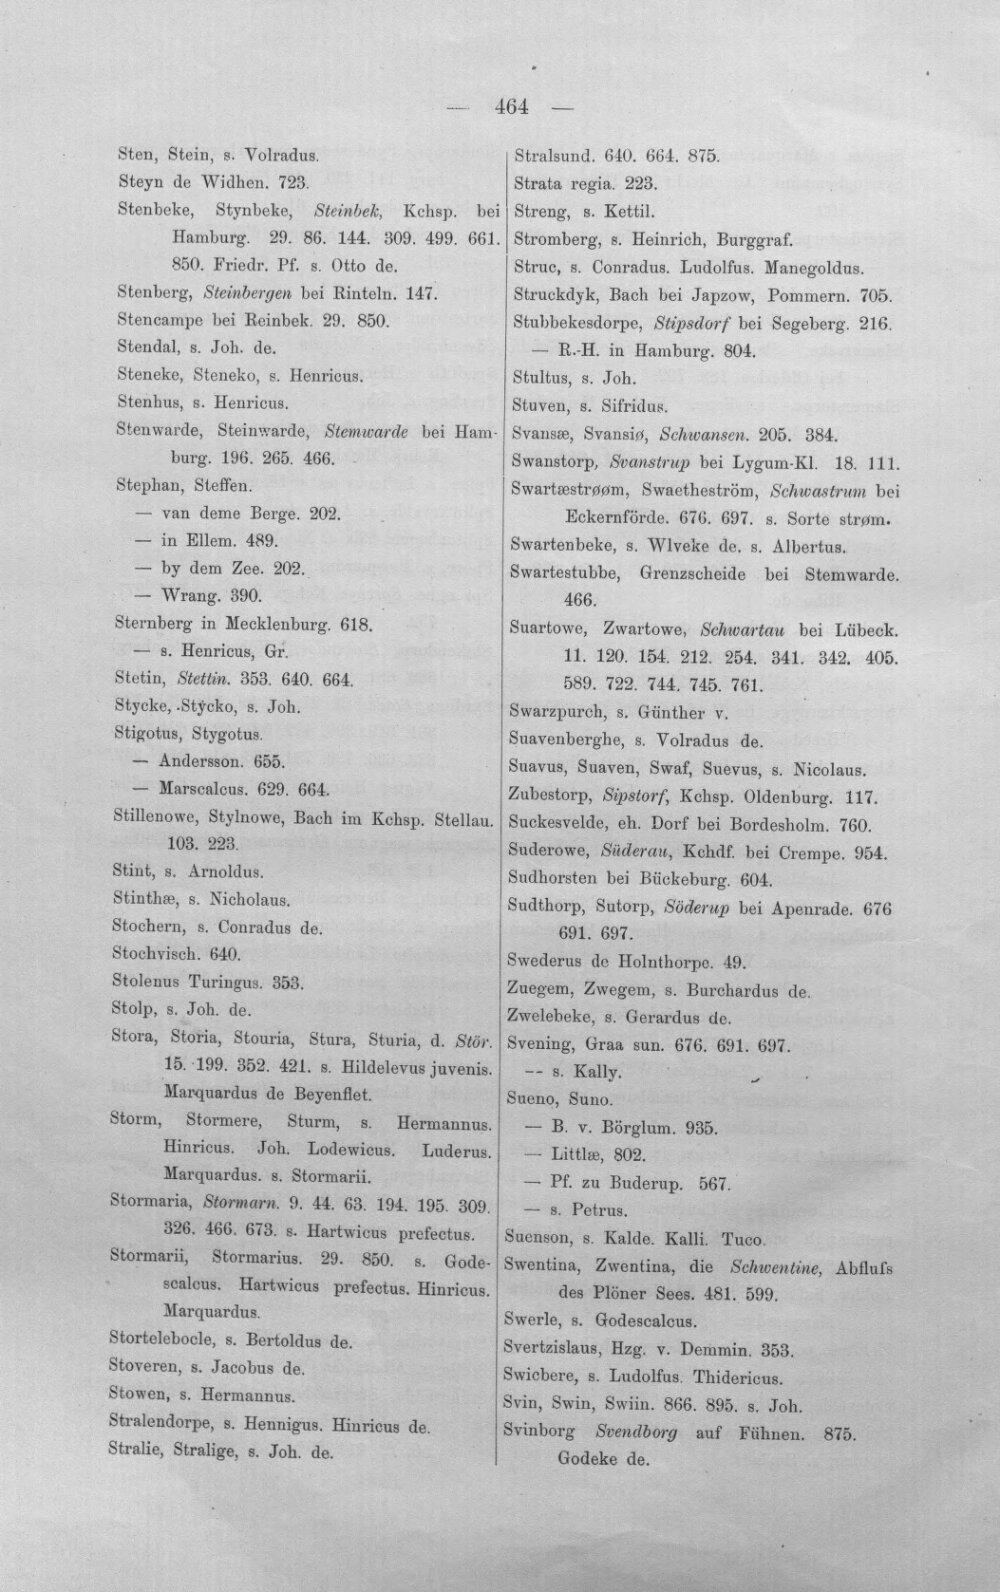 — 464 —
Sten, Stein, s. Volradus.
Steyn de Widhen. 723.
Stenbeke, Stynbeke, Steinbek, Kchsp. bei
Hamburg. 29. 86. 144. 309. 499. 661.
850. Friedr. Pf. s. Otto de.
Stenberg, Steinbergen bei Rinteln. 147.
Stencampe bei Reinbek. 29. 850.
Stendal, s. Joh. de.
Steneke, Steneko, s. Henricus.
Stenhus, s. Henricus.
Stenwarde, Steinwarde, Stemwarde bei Ham-
burg. 196. 265. 466.
Stephan, Steffen.
— van deme Berge. 202.
— in Ellem. 489.
— by dem Zee. 202.
— Wrang. 390.
Sternberg in Mecklenburg. 618.
— s. Henricus, Gr.
Stetin, Stettin. 353. 640. 664.
Stycke, Stycko, s. Joh.
Stigotus, Stygotus.
— Andersson. 655.
— Marscalcus. 629. 664.
Stillenowe, Stylnowe, Bach im Kchsp. Stellau.
103. 223.
Stint, s. Arnoldus.
Stinthæ, s. Nicholaus.
Stochern, s. Conradus de.
Stochvisch. 640.
Stolenus Turingus. 353.
Stolp, s. Joh. de.
Stora, Storia, Stouria, Stura, Sturia, d. Stör.
15. 199. 352. 421. s. Hildelevus juvenis.
Marquardus de Beyenflet.
Storm, Stormere, Sturm, s. Hermannus.
Hinricus. Joh. Lodewicus. Luderus.
Marquardus. s. Stormarii.
Stormaria, Stormarn. 9. 44. 63. 194. 195. 309.
326. 466. 673. s. Hartwicus prefectus.
Stormarii, Stormarius. 29. 850. s. Gode-
scalcus. Hartwicus prefectus. Hinricus.
Marquardus.
Stortelebocle, s. Bertoldus de.
Stoveren, s. Jacobus de.
Stowen, s. Hermannus.
Stralendorpe, s. Hennigus. Hinricus de.
Stralie, Stralige, s. Joh. de.
Stralsund. 640. 664. 875.
Strata regia. 223.
Streng, s. Kettil.
Stromberg, s. Heinrich, Burggraf.
Struc, s. Conradus. Ludolfus. Manegoldus.
Struckdyk, Bach bei Japzow, Pommern. 705.
Stubbekesdorpe, Stipsdorf bei Segeberg. 216.
— R.-H. in Hamburg. 804.
Stultus, s. Joh.
Stuven, s. Sifridus.
Svansæ, Svansiø, Schwansen. 205. 384.
Swanstorp, Svanstrup bei Lygum-Kl. 18. 111.
Swartæstrøøm, Swaetheström, Schwastrum bei
Eckernförde. 676. 697. s. Sorte strøm.
Swartenbeke, s. Wlveke de. s. Albertus.
Swartestubbe, Grenzscheide bei Stemwarde.
466.
Suartowe, Zwartowe, Schwartau bei Lübeck.
11. 120. 154. 212. 254. 341. 342. 405.
589. 722. 744. 745. 761.
Swarzpurch, s. Günther v.
Suavenberghe, s. Volradus de.
Suavus, Suaven, Swaf, Suevus, s. Nicolaus.
Zubestorp, Sipstorf, Kchsp. Oldenburg. 117.
Suckesvelde, eh. Dorf bei Bordesholm. 760.
Suderowe, Süderau, Kchdf. bei Crempe. 954.
Sudhorsten bei Bückeburg. 604.
Sudthorp, Sutorp, Söderup bei Apenrade. 676
691. 697.
Swederus de Holnthorpe. 49.
Zuegem, Zwegem, s. Burchardus de.
Zwelebeke, s. Gerardus de.
Svening, Graa sun. 676. 691. 697.
— s. Kally.
Sueno, Suno.
— B. v. Börglum. 935.
— Littlæ, 802.
— Pf. zu Buderup. 567.
— s. Petrus.
Suenson, s. Kalde. Kalli. Tuco.
Swentina, Zwentina, die Schwentine, Abfluſs
des Plöner Sees. 481. 599.
Swerle, s. Godescalcus.
Svertzislaus, Hzg. v. Demmin. 353.
Swicbere, s. Ludolfus. Thidericus.
Svin, Swin, Swiin. 866. 895. s. Joh.
Svinborg Svendborg auf Fühnen. 875.
Godeke de.